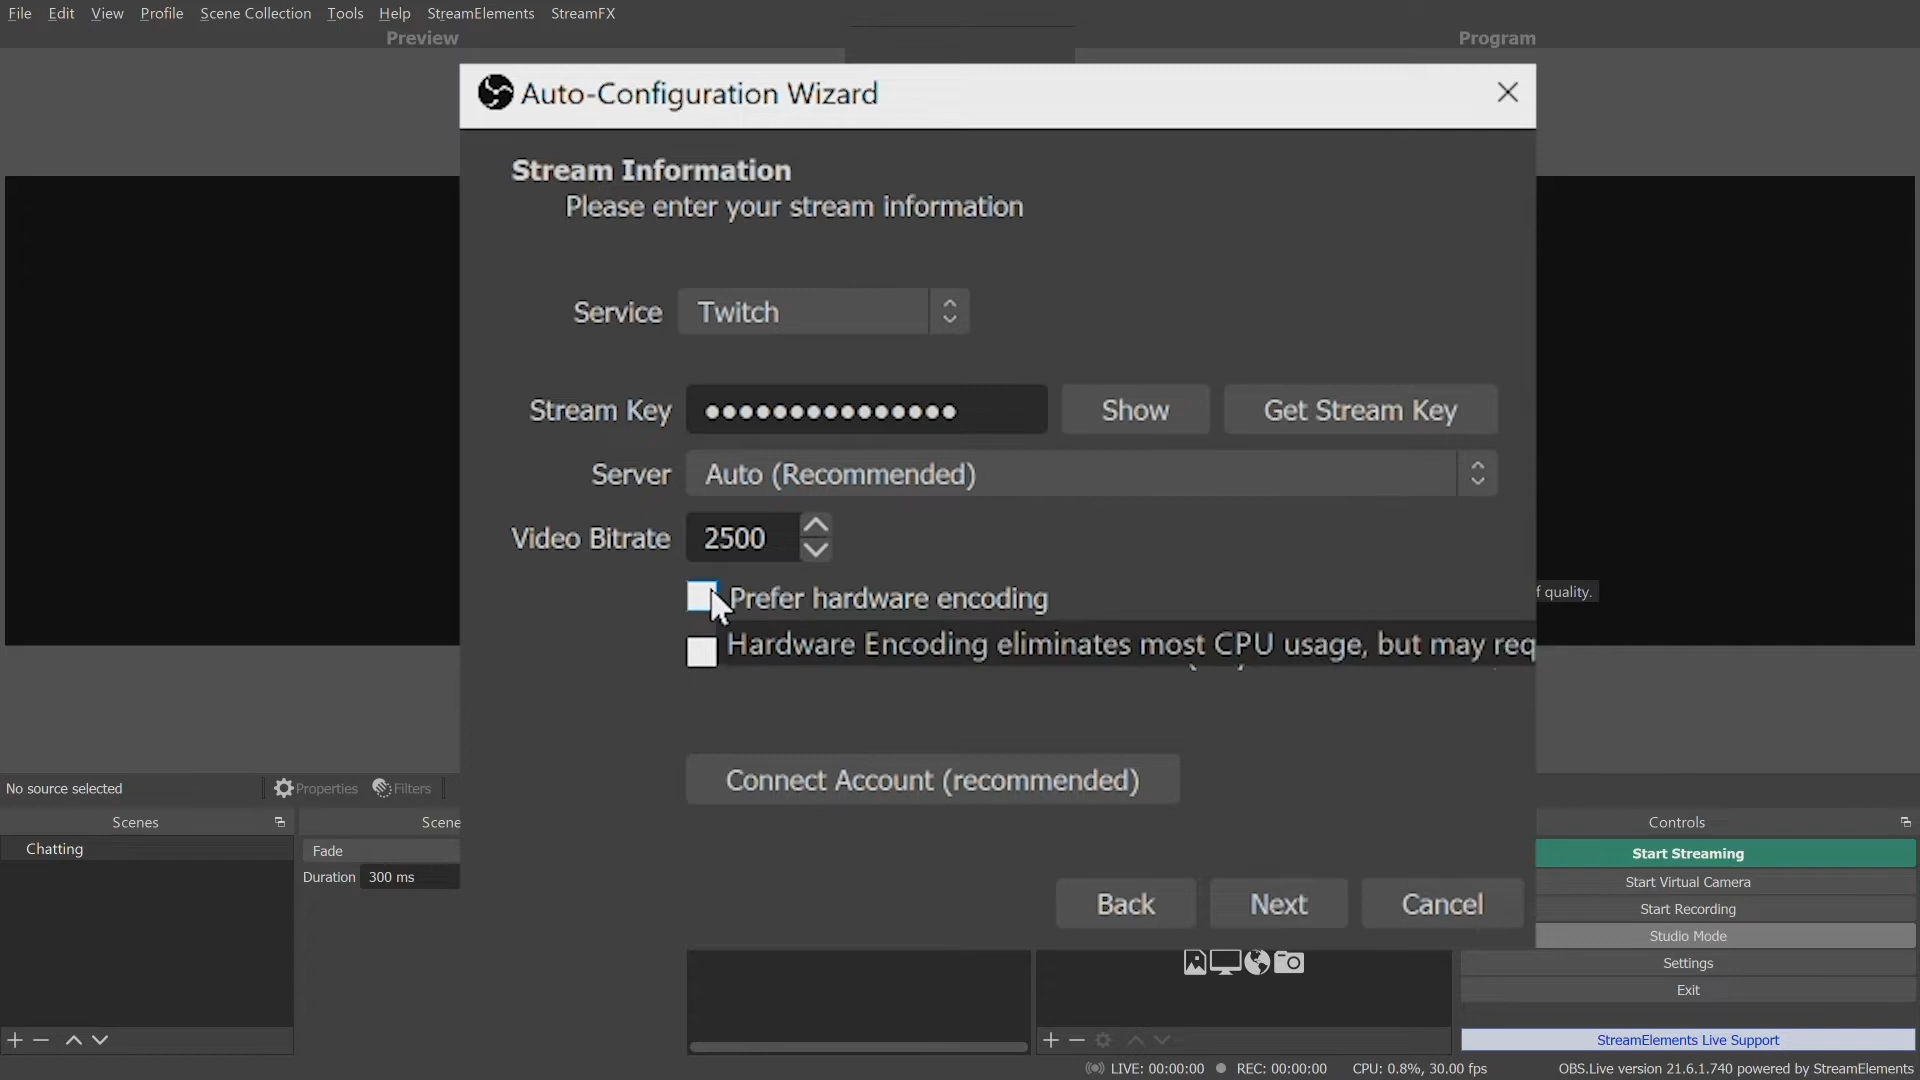 File Edit View Profile Scene Collection Tools Help StreamElements StreamFX
Preview
Program
Auto-Configuration Wizard
Stream Information
Please enter your stream information
Service Twitch
Stream Key ●●●●●●●●●●●●●●● Show Get Stream Key
Server Auto (Recommended)
Video Bitrate 2500
Prefer hardware encoding
f quality.
Hardware Encoding eliminates most CPU usage, but may req
Connect Account (recommended)
Back Next Cancel
No source selected Properties Filters
Scenes
Chatting
Scene
Fade
Duration 300 ms
Controls
Start Streaming
Start Virtual Camera
Start Recording
Studio Mode
Settings
Exit
StreamElements Live Support
LIVE: 00:00:00 REC: 00:00:00 CPU: 0.8%, 30.00 fps OBS.Live version 21.6.1.740 powered by StreamElements